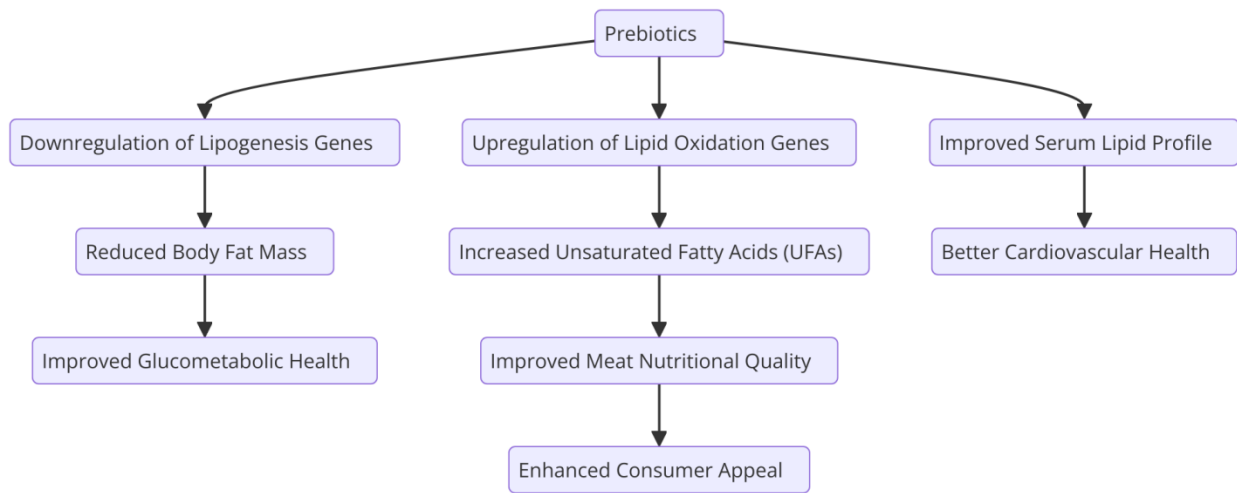 Prebiotics
Downregulation of Lipogenesis Genes
Upregulation of Lipid Oxidation Genes
Improved Serum Lipid Profile
Reduced Body Fat Mass
Increased Unsaturated Fatty Acids (UFAs)
Better Cardiovascular Health
Improved Glucometabolic Health
Improved Meat Nutritional Quality
Enhanced Consumer Appeal